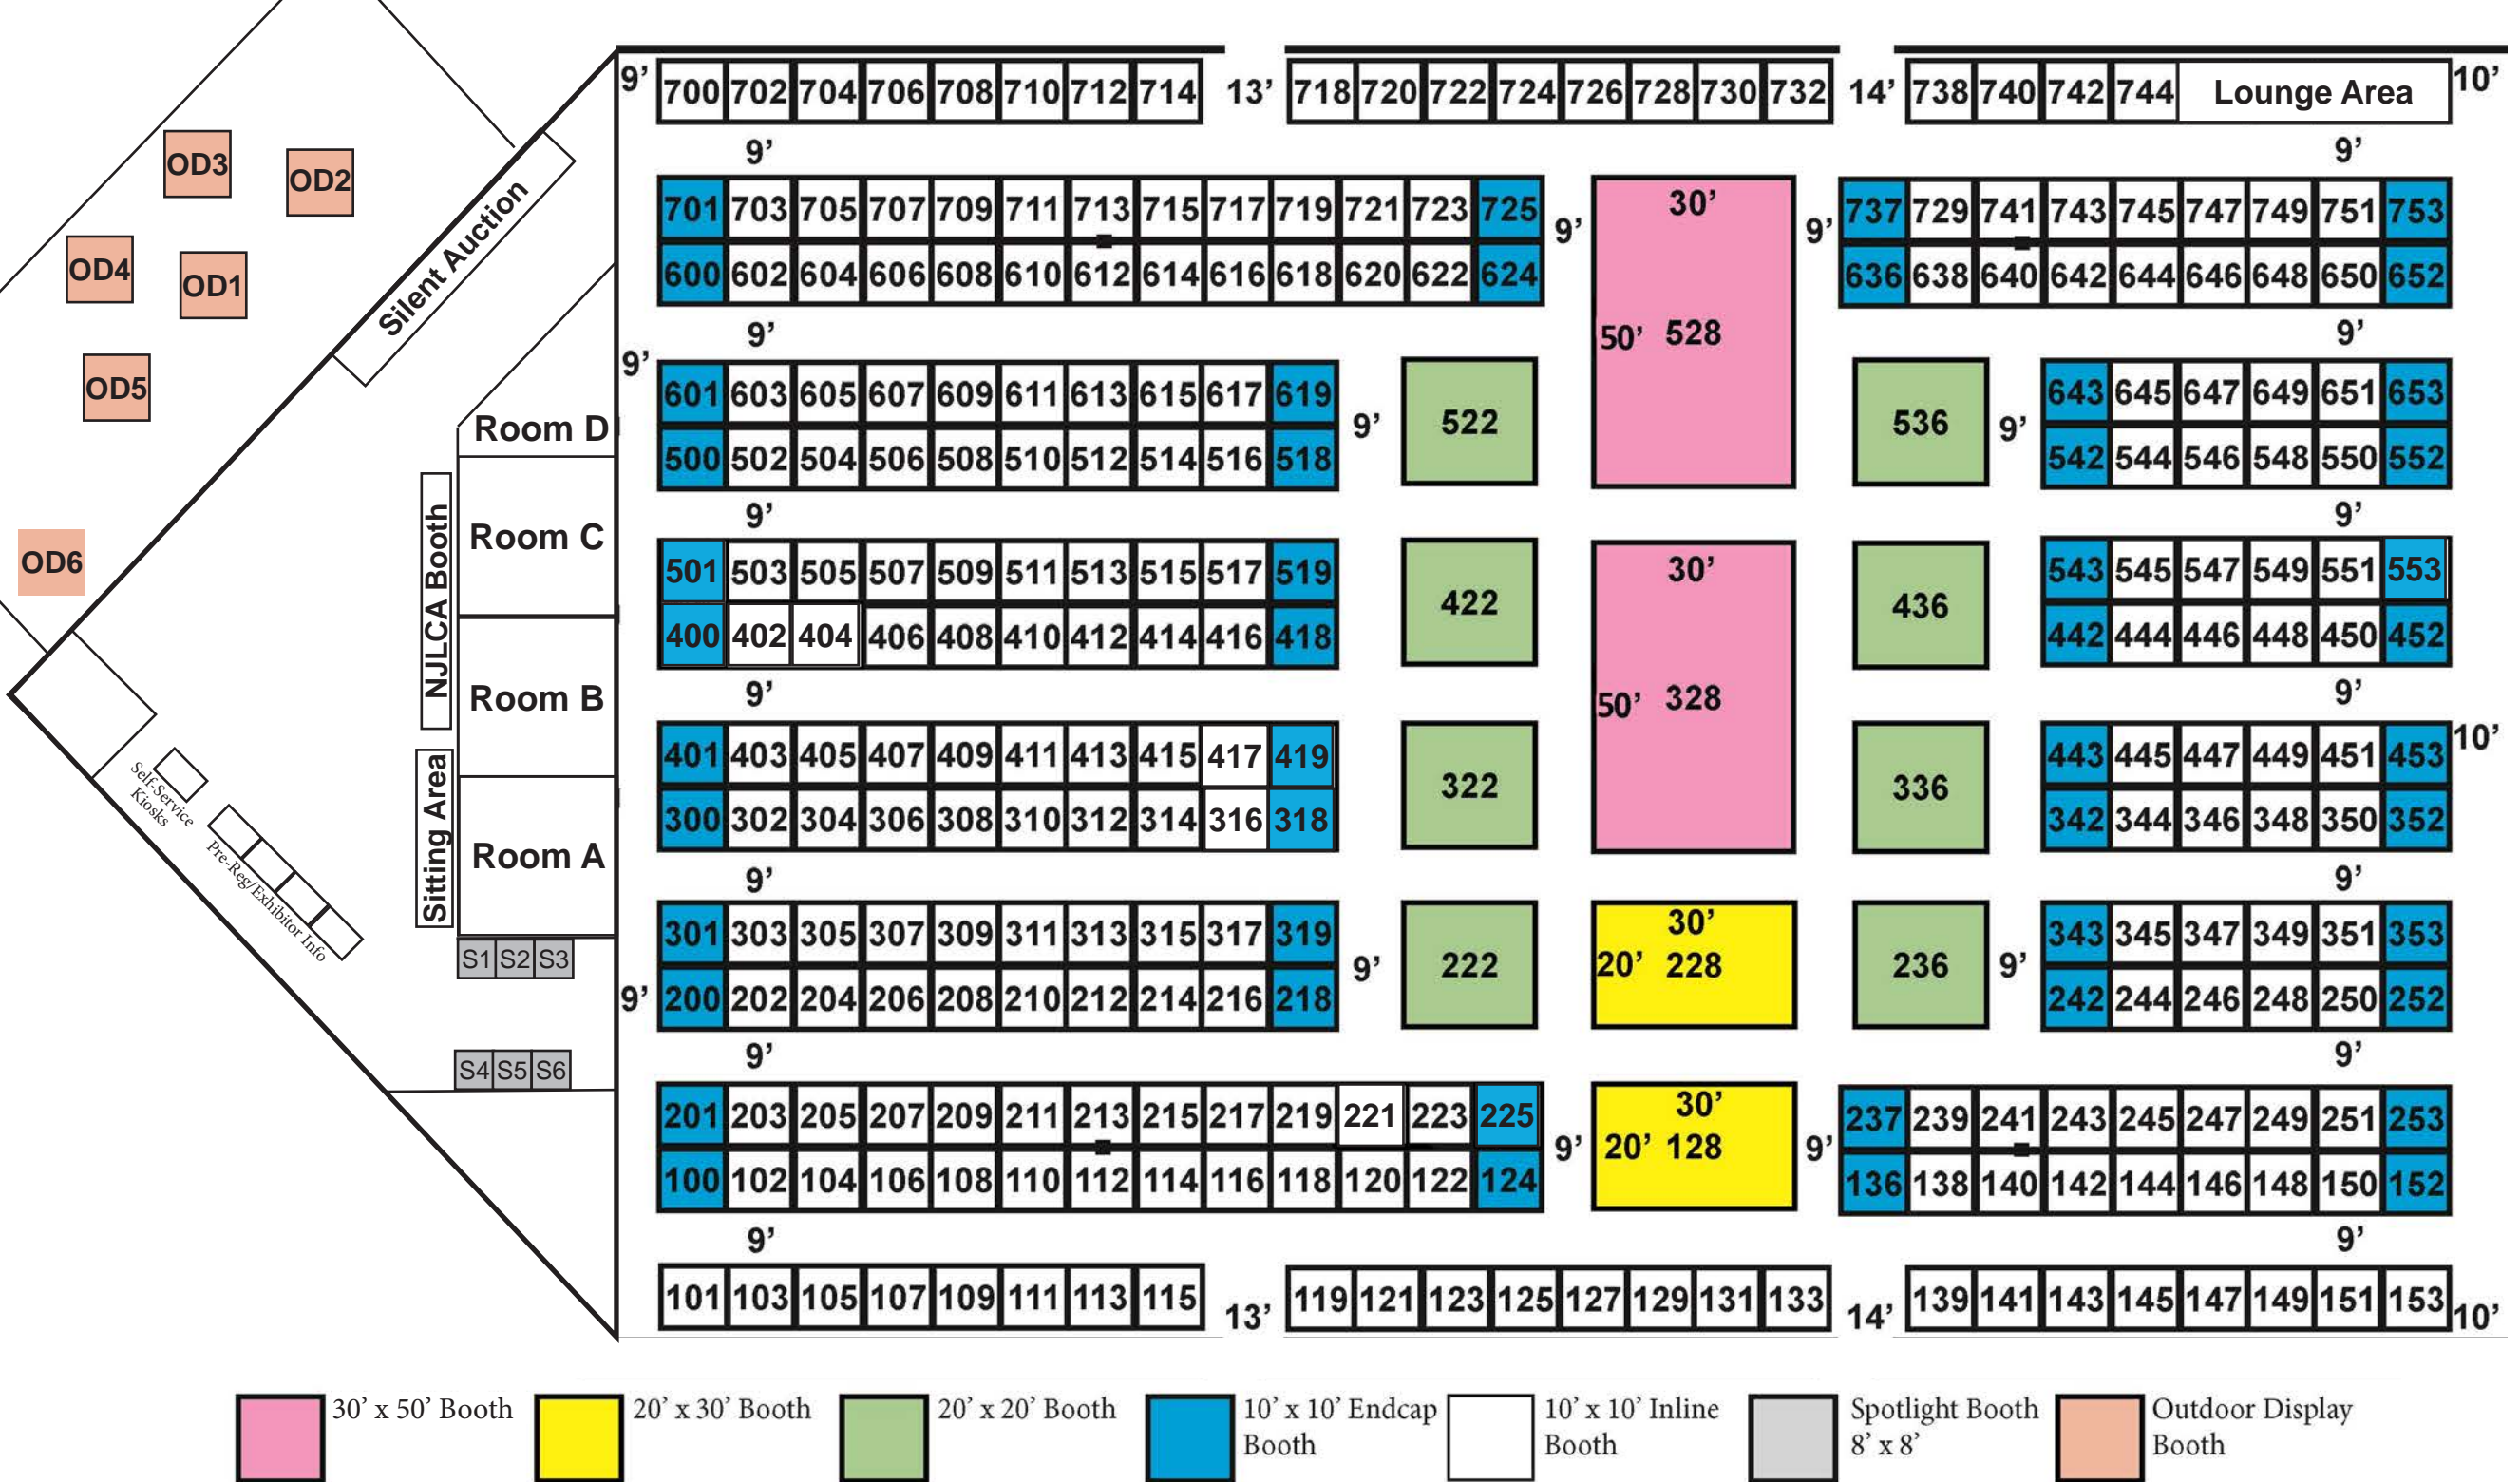 9’ 700 702 704 706 708 710 712 714 13’ 718 720 722 724 726 728 730 732 14’ 738 740 742 744 Lounge Area 10’
9’ 9’
OD3 OD2
OD4 OD1
OD5
OD6
Silent Auction
701 703 705 707 709 711 713 715 717 719 721 723 725 9’ 30’ 9’ 737 729 741 743 745 747 749 751 753
600 602 604 606 608 610 612 614 616 618 620 622 624 636 638 640 642 644 646 648 650 652
9’ 50’ 528 9’
9’ 601 603 605 607 609 611 613 615 617 619 9’ 522 536 9’ 643 645 647 649 651 653
500 502 504 506 508 510 512 514 516 518 542 544 546 548 550 552
Room D
9’ 9’
Room C
NJLCA Booth
501 503 505 507 509 511 513 515 517 519 422 30’ 436 543 545 547 549 551 553
400 402 404 406 408 410 412 414 416 418 442 444 446 448 450 452
Room B
9’ 50’ 328 9’
401 403 405 407 409 411 413 415 417 419 322 336 443 445 447 449 451 453 10’
300 302 304 306 308 310 312 314 316 318 342 344 346 348 350 352
Sitting Area
Room A
Self-Service
Kiosks
Pre-Reg/Exhibitor Info
9’ 9’
301 303 305 307 309 311 313 315 317 319 9’ 222 30’ 236 9’ 343 345 347 349 351 353
20’ 228
S1 S2 S3
9’ 200 202 204 206 208 210 212 214 216 218 242 244 246 248 250 252
9’ 9’
S4 S5 S6
201 203 205 207 209 211 213 215 217 219 221 223 225 9’ 30’ 9’ 237 239 241 243 245 247 249 251 253
20’ 128
100 102 104 106 108 110 112 114 116 118 120 122 124 136 138 140 142 144 146 148 150 152
9’ 9’
101 103 105 107 109 111 113 115 13’ 119 121 123 125 127 129 131 133 14’ 139 141 143 145 147 149 151 153 10’
30’ x 50’ Booth
20’ x 30’ Booth
20’ x 20’ Booth
10’ x 10’ Endcap
Booth
10’ x 10’ Inline
Booth
Spotlight Booth
8’ x 8’
Outdoor Display
Booth